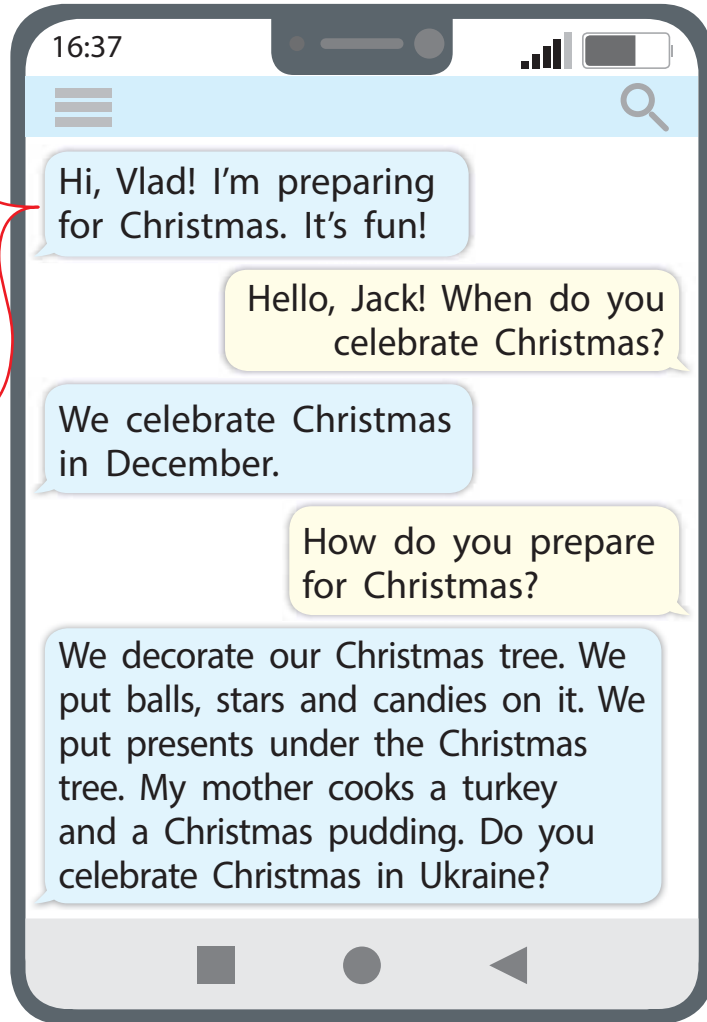 16:37
Hi, Vlad! I’m preparing
for Christmas. It’s fun!
Hello, Jack! When do you
celebrate Christmas?
We celebrate Christmas
in December.
How do you prepare
for Christmas?
We decorate our Christmas tree. We
put balls, stars and candies on it. We
put presents under the Christmas
tree. My mother cooks a turkey
and a Christmas pudding. Do you
celebrate Christmas in Ukraine?